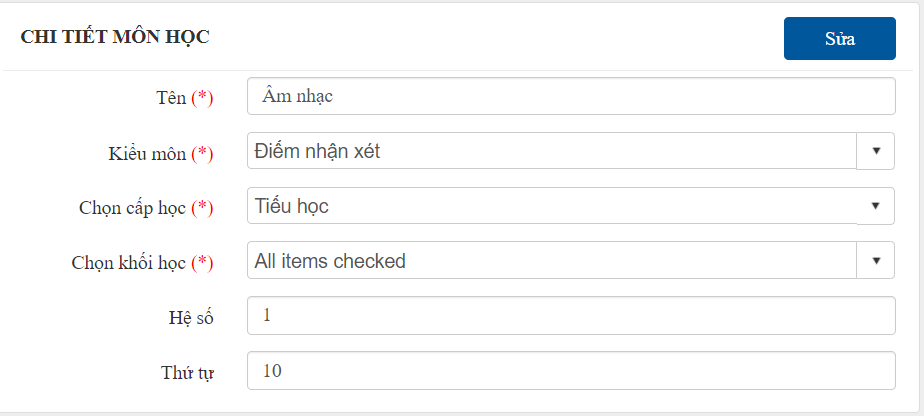 CHI TIẾT MÔN HỌC
Sửa
Tên (*) Âm nhạc
Kiểu môn (*) Điểm nhận xét
Chọn cấp học (*) Tiểu học
Chọn khối học (*) All items checked
Hệ số 1
Thứ tự 10